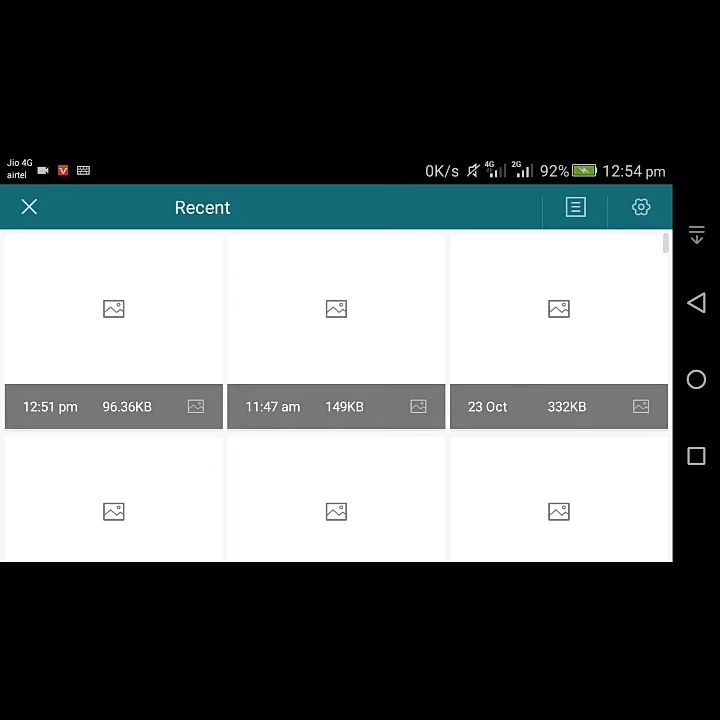 Jio 4G
airtel
0K/s 4G 2G 92% 12:54 pm
Recent
12:51 pm 96.36KB
11:47 am 149KB
23 Oct 332KB